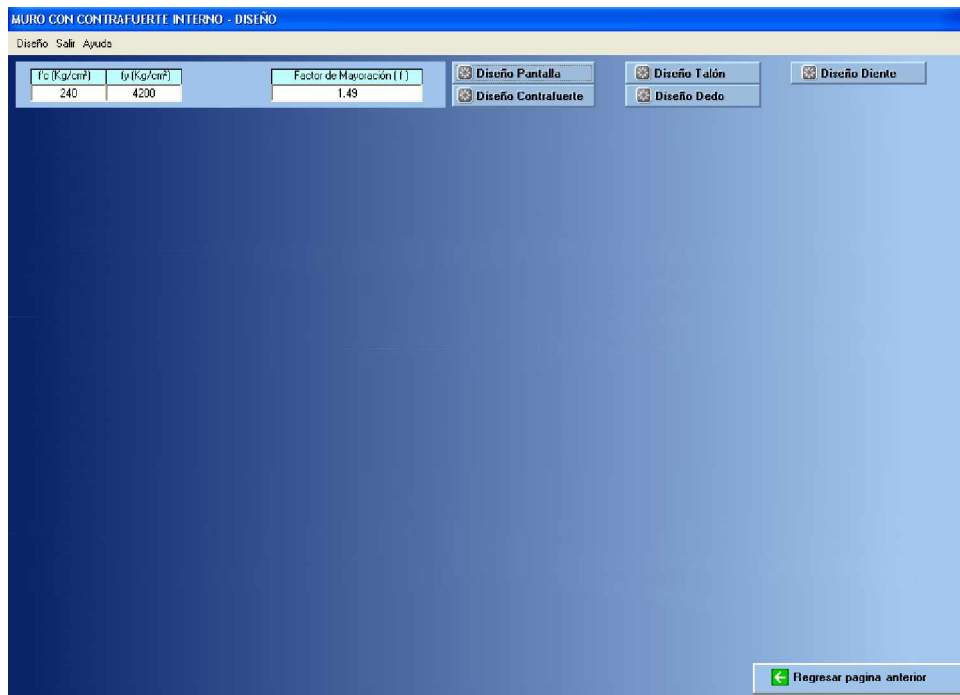 MURO CON CONTRAFUERTE INTERNO - DISEÑO
Diseño Salir Ayuda
f'c (Kg/cm²) fy (Kg/cm²) Factor de Mayoración ( f )
240 4200 1.49
Diseño Pantalla Diseño Talón Diseño Diente
Diseño Contrafuerte Diseño Dedo
Regresar pagina anterior